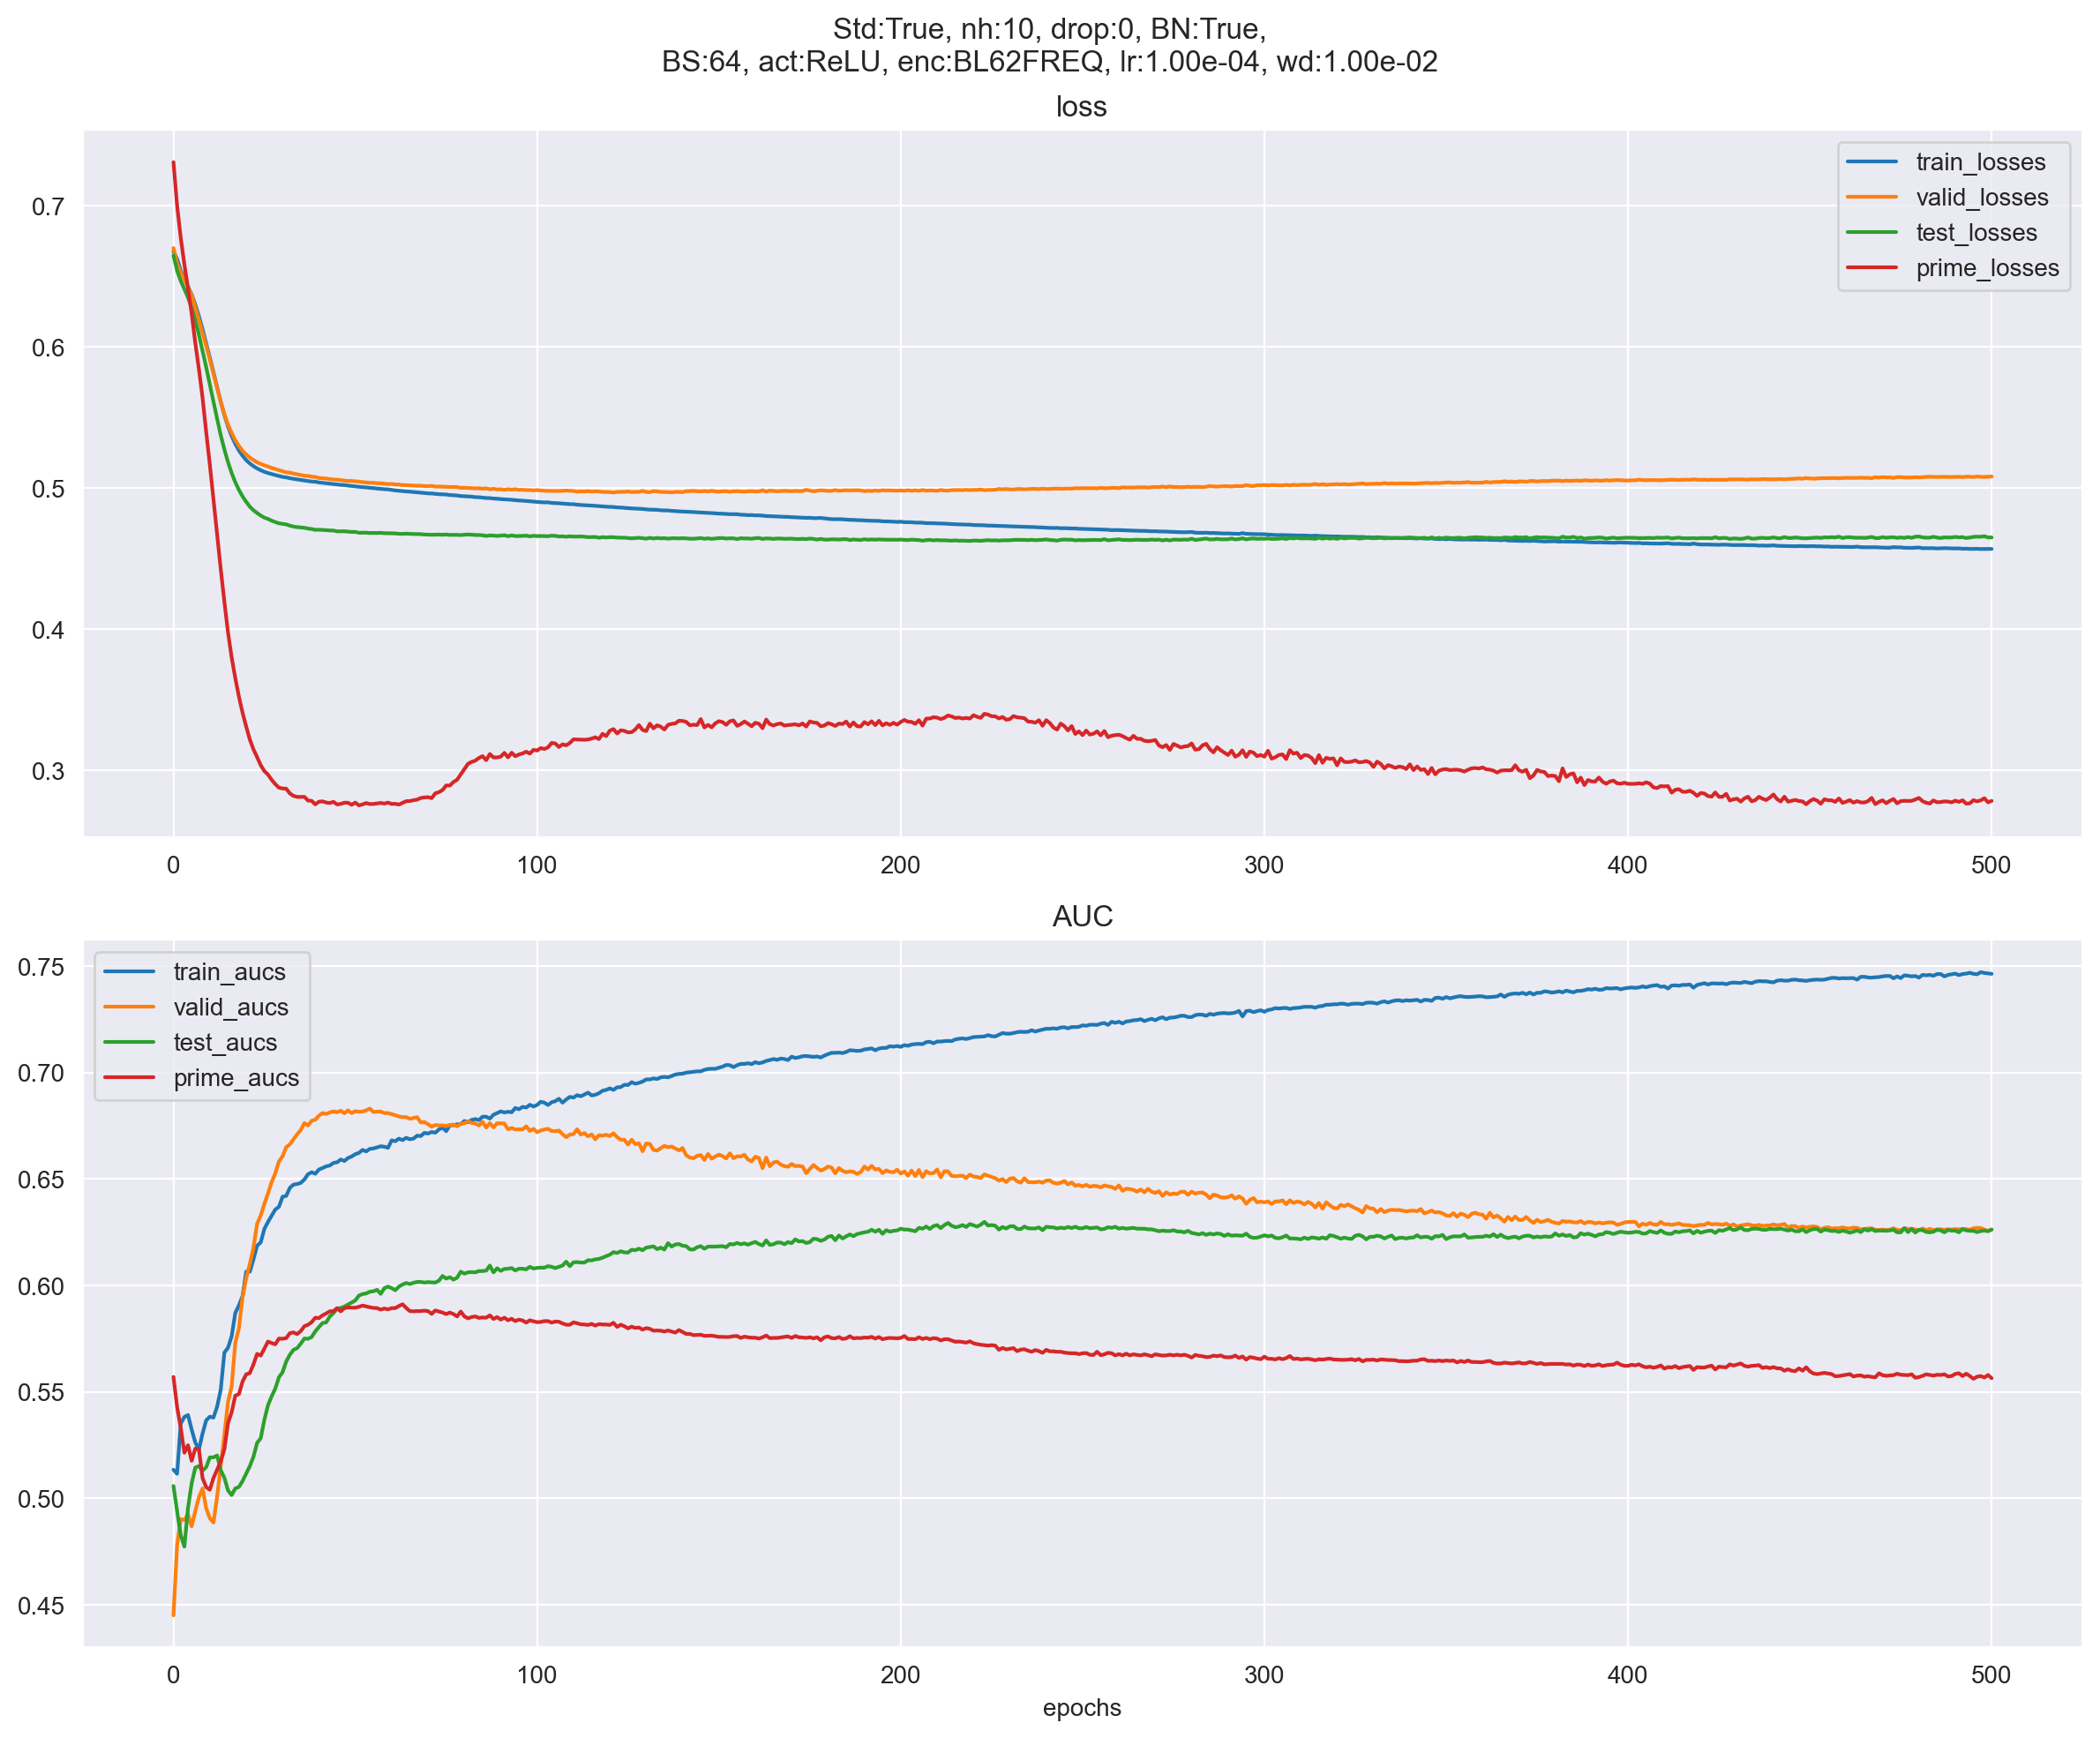 Std:True, nh:10, drop:0, BN:True,
BS:64, act:ReLU, enc:BL62FREQ, lr:1.00e-04, wd:1.00e-02
loss
train_losses
valid_losses
test_losses
prime_losses
0.7
0.6
0.5
0.4
0.3
0 100 200 300 400 500
AUC
train_aucs
valid_aucs
test_aucs
prime_aucs
0.75
0.70
0.65
0.60
0.55
0.50
0.45
0 100 200 300 400 500
epochs